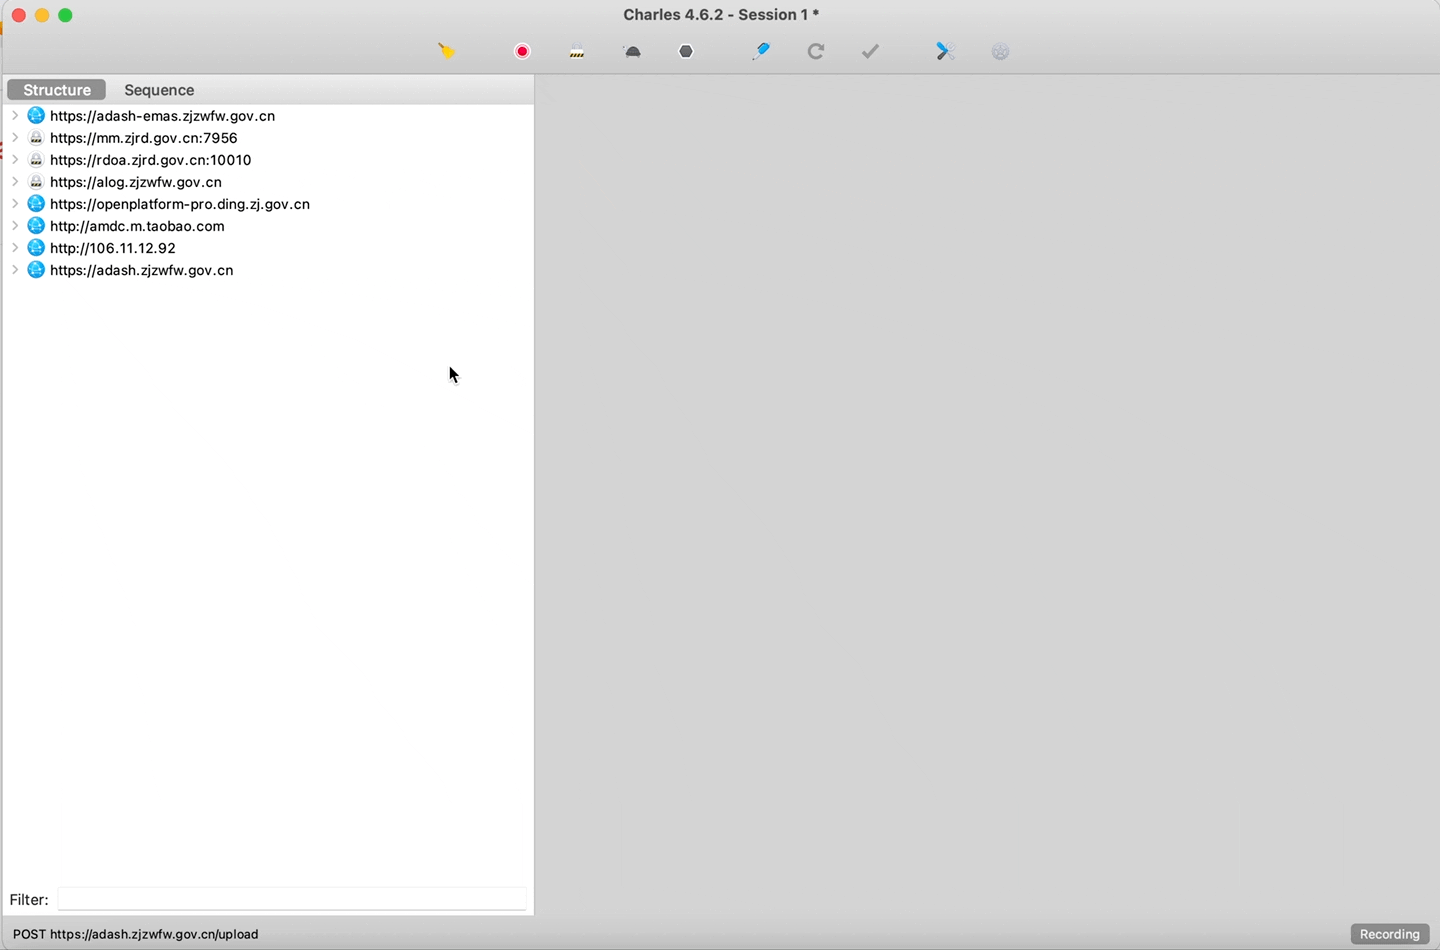 Charles 4.6.2 - Session 1 *
Structure Sequence
https://adash-emas.zjzwfw.gov.cn
https://mm.zjrd.gov.cn:7956
https://rdoa.zjrd.gov.cn:10010
https://alog.zjzwfw.gov.cn
https://openplatform-pro.ding.zj.gov.cn
http://amdc.m.taobao.com
http://106.11.12.92
https://adash.zjzwfw.gov.cn
Filter:
POST https://adash.zjzwfw.gov.cn/upload
Recording